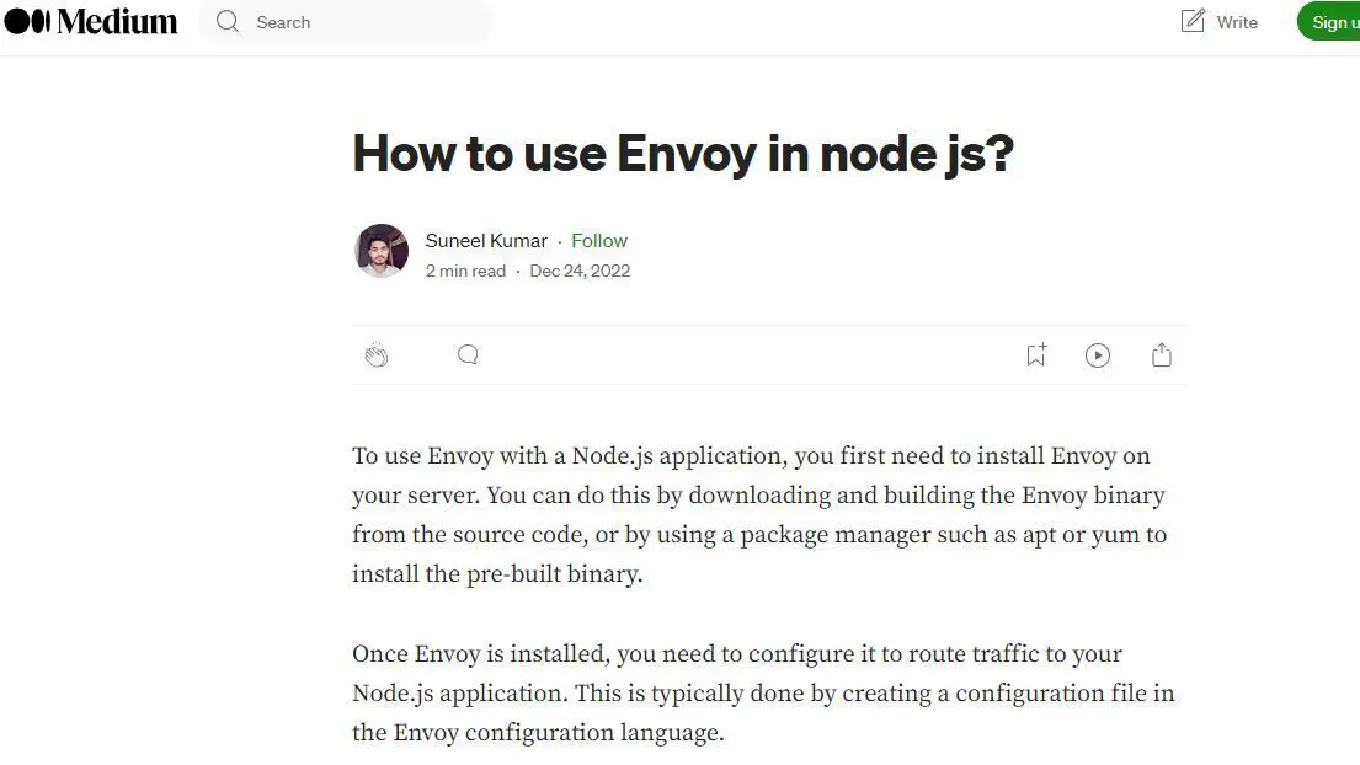 Medium
Search
Write
Sign u
How to use Envoy in node js?
Suneel Kumar · Follow
2 min read · Dec 24, 2022
To use Envoy with a Node.js application, you first need to install Envoy on
your server. You can do this by downloading and building the Envoy binary
from the source code, or by using a package manager such as apt or yum to
install the pre-built binary.
Once Envoy is installed, you need to configure it to route traffic to your
Node.js application. This is typically done by creating a configuration file in
the Envoy configuration language.